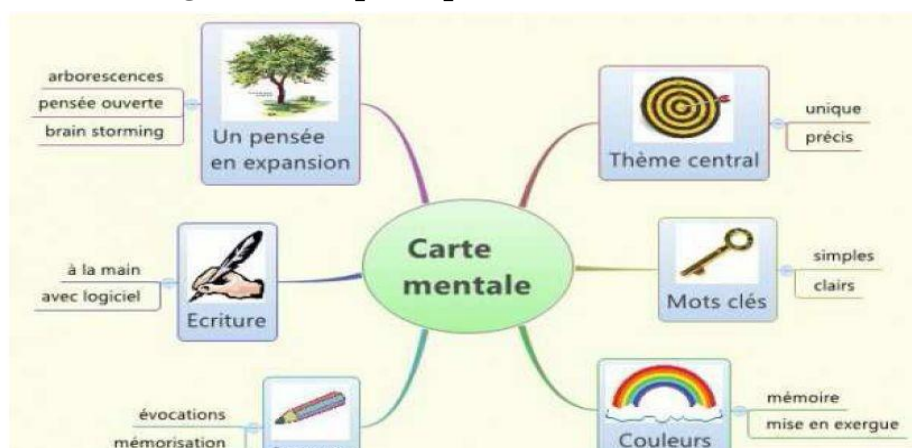 Carte
mentale
arborescences
pensée ouverte
brain storming
Un pensée
en expansion
Thème central
unique
précis
à la main
avec logiciel
Ecriture
Mots clés
simples
clairs
évocations
mémorisation
Couleurs
mémoire
mise en exergue